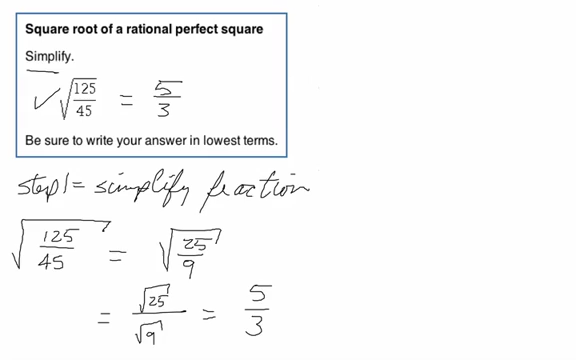 Square root of a rational perfect square
Simplify.
✓ √(125/45) = 5/3
Be sure to write your answer in lowest terms.
step 1 = simplify fraction
√(125/45) = √(25/9)
= √25/√9 = 5/3